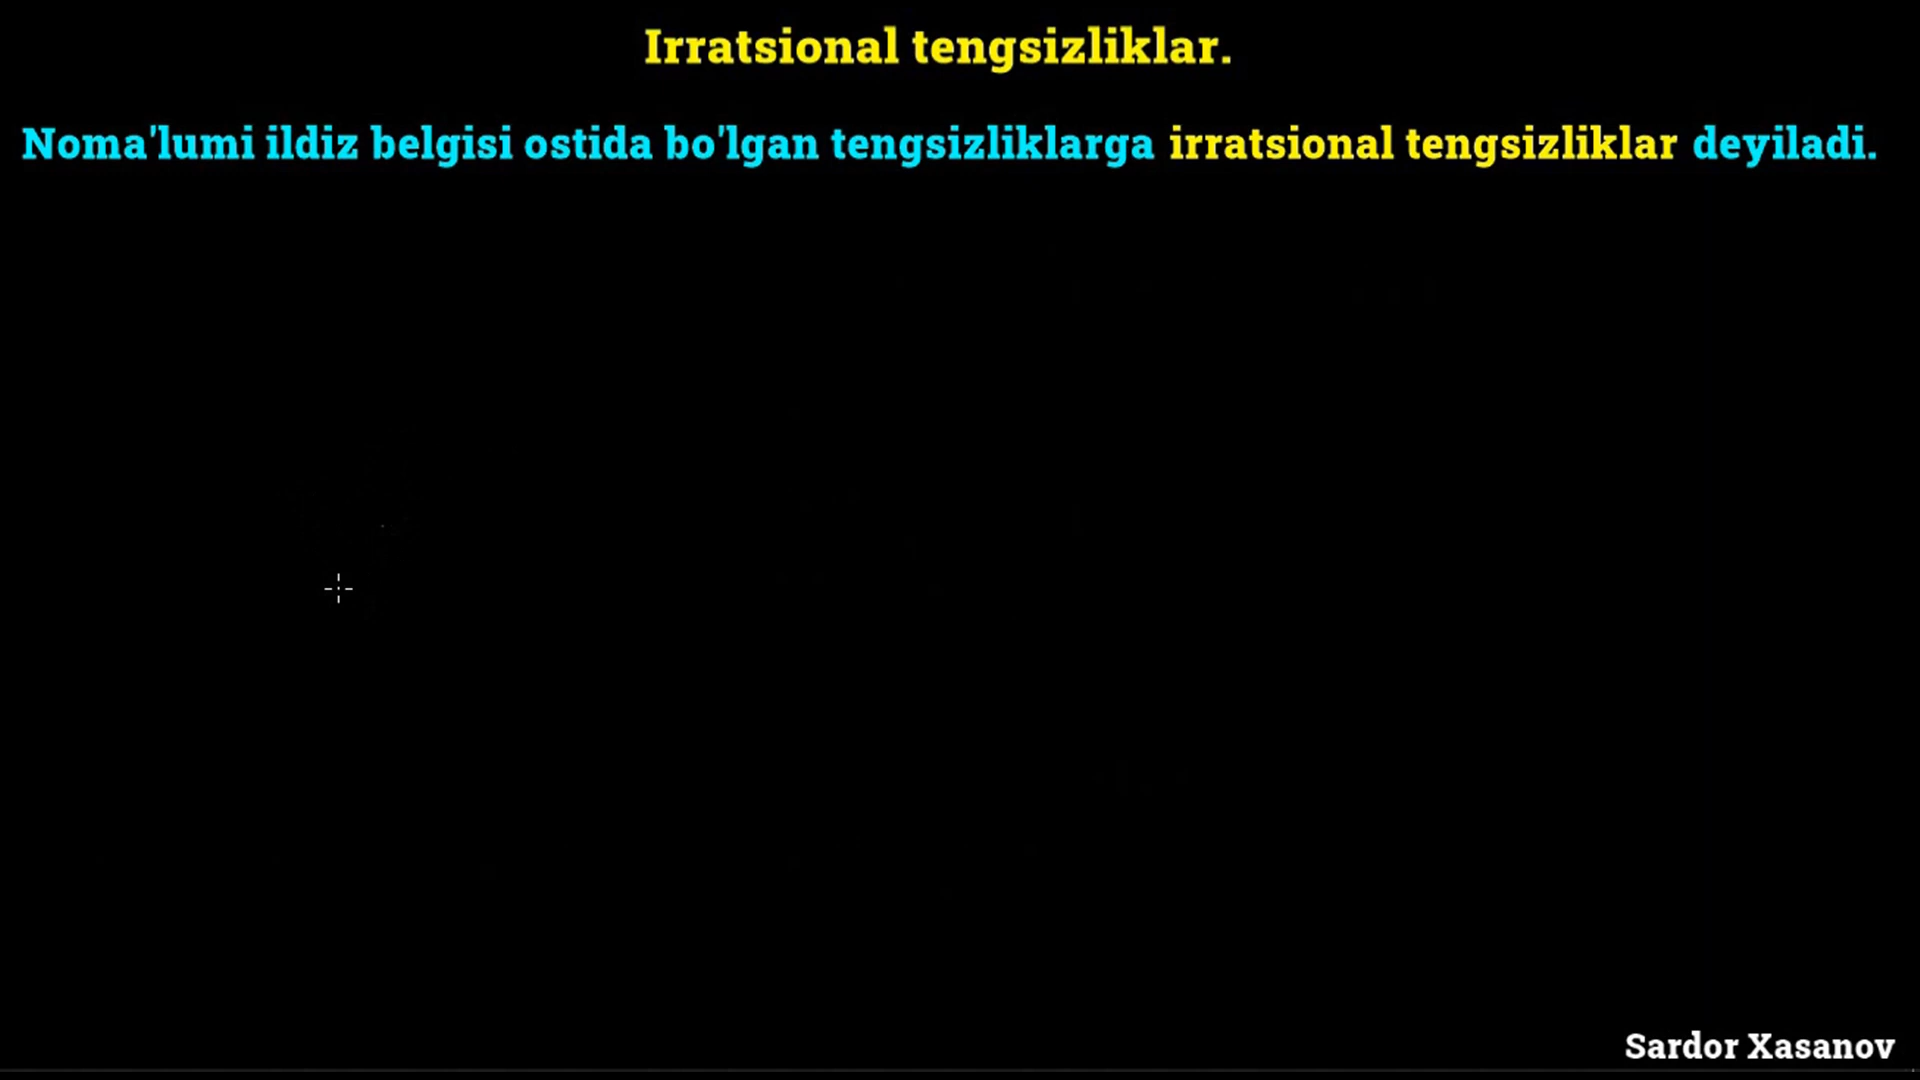 Irratsional tengsizliklar.
Noma'lumi ildiz belgisi ostida bo'lgan tengsizliklarga irratsional tengsizliklar deyiladi.
Sardor Xasanov